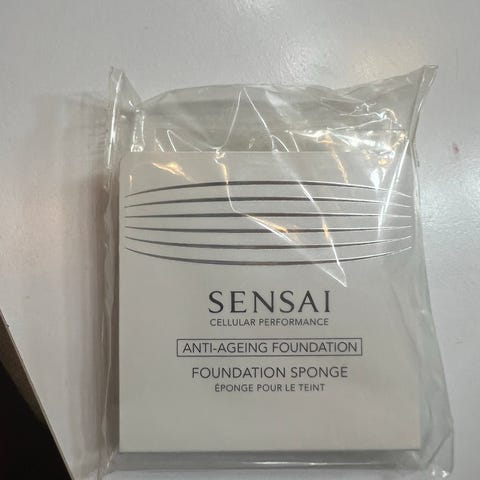 SENSAI
CELLULAR PERFORMANCE
ANTI-AGEING FOUNDATION
FOUNDATION SPONGE
ÉPONGE POUR LE TEINT